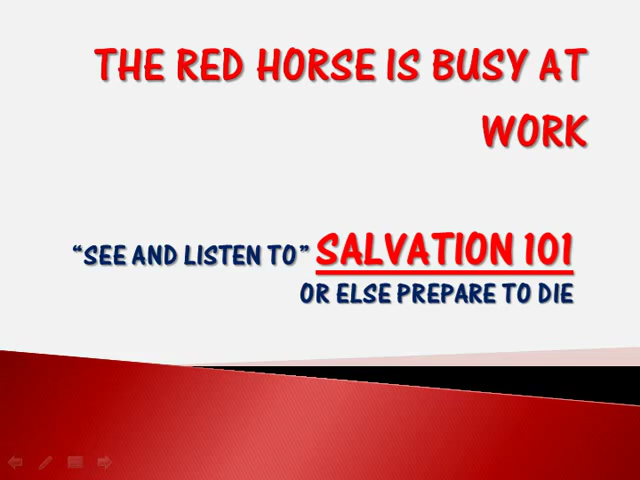 THE RED HORSE IS BUSY AT
WORK
“SEE AND LISTEN TO” SALVATION 101
OR ELSE PREPARE TO DIE